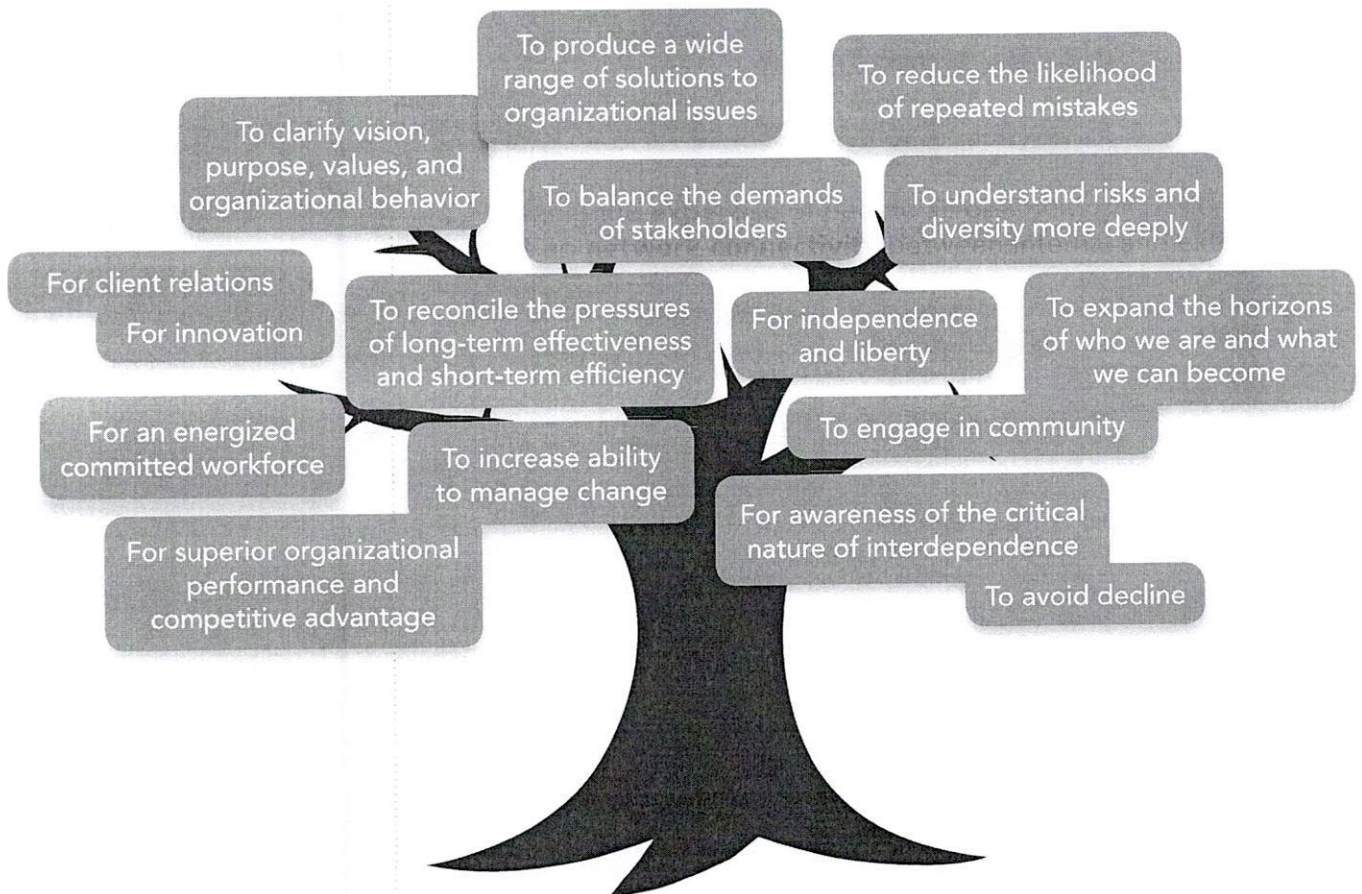 To produce a wide
range of solutions to
organizational issues
To reduce the likelihood
of repeated mistakes
To clarify vision,
purpose, values, and
organizational behavior
To balance the demands
of stakeholders
To understand risks and
diversity more deeply
For client relations
For innovation
To reconcile the pressures
of long-term effectiveness
and short-term efficiency
For independence
and liberty
To expand the horizons
of who we are and what
we can become
For an energized
committed workforce
To increase ability
to manage change
To engage in community
For superior organizational
performance and
competitive advantage
For awareness of the critical
nature of interdependence
To avoid decline